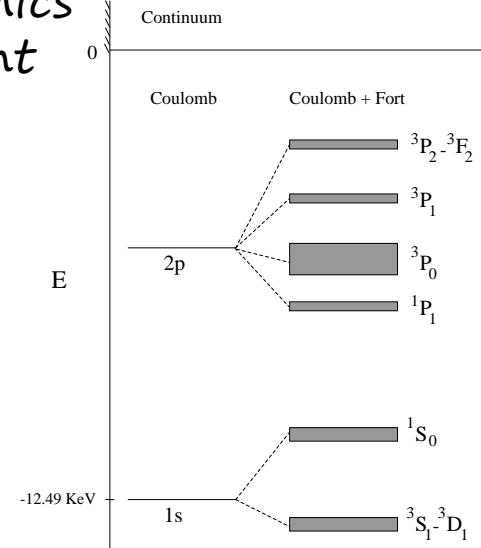 Continuum
nt
0
Coulomb Coulomb + Fort
³P₂-³F₂
³P₁
2p
³P₀
E
¹P₁
¹S₀
-12.49 KeV
1s
³S₁-³D₁